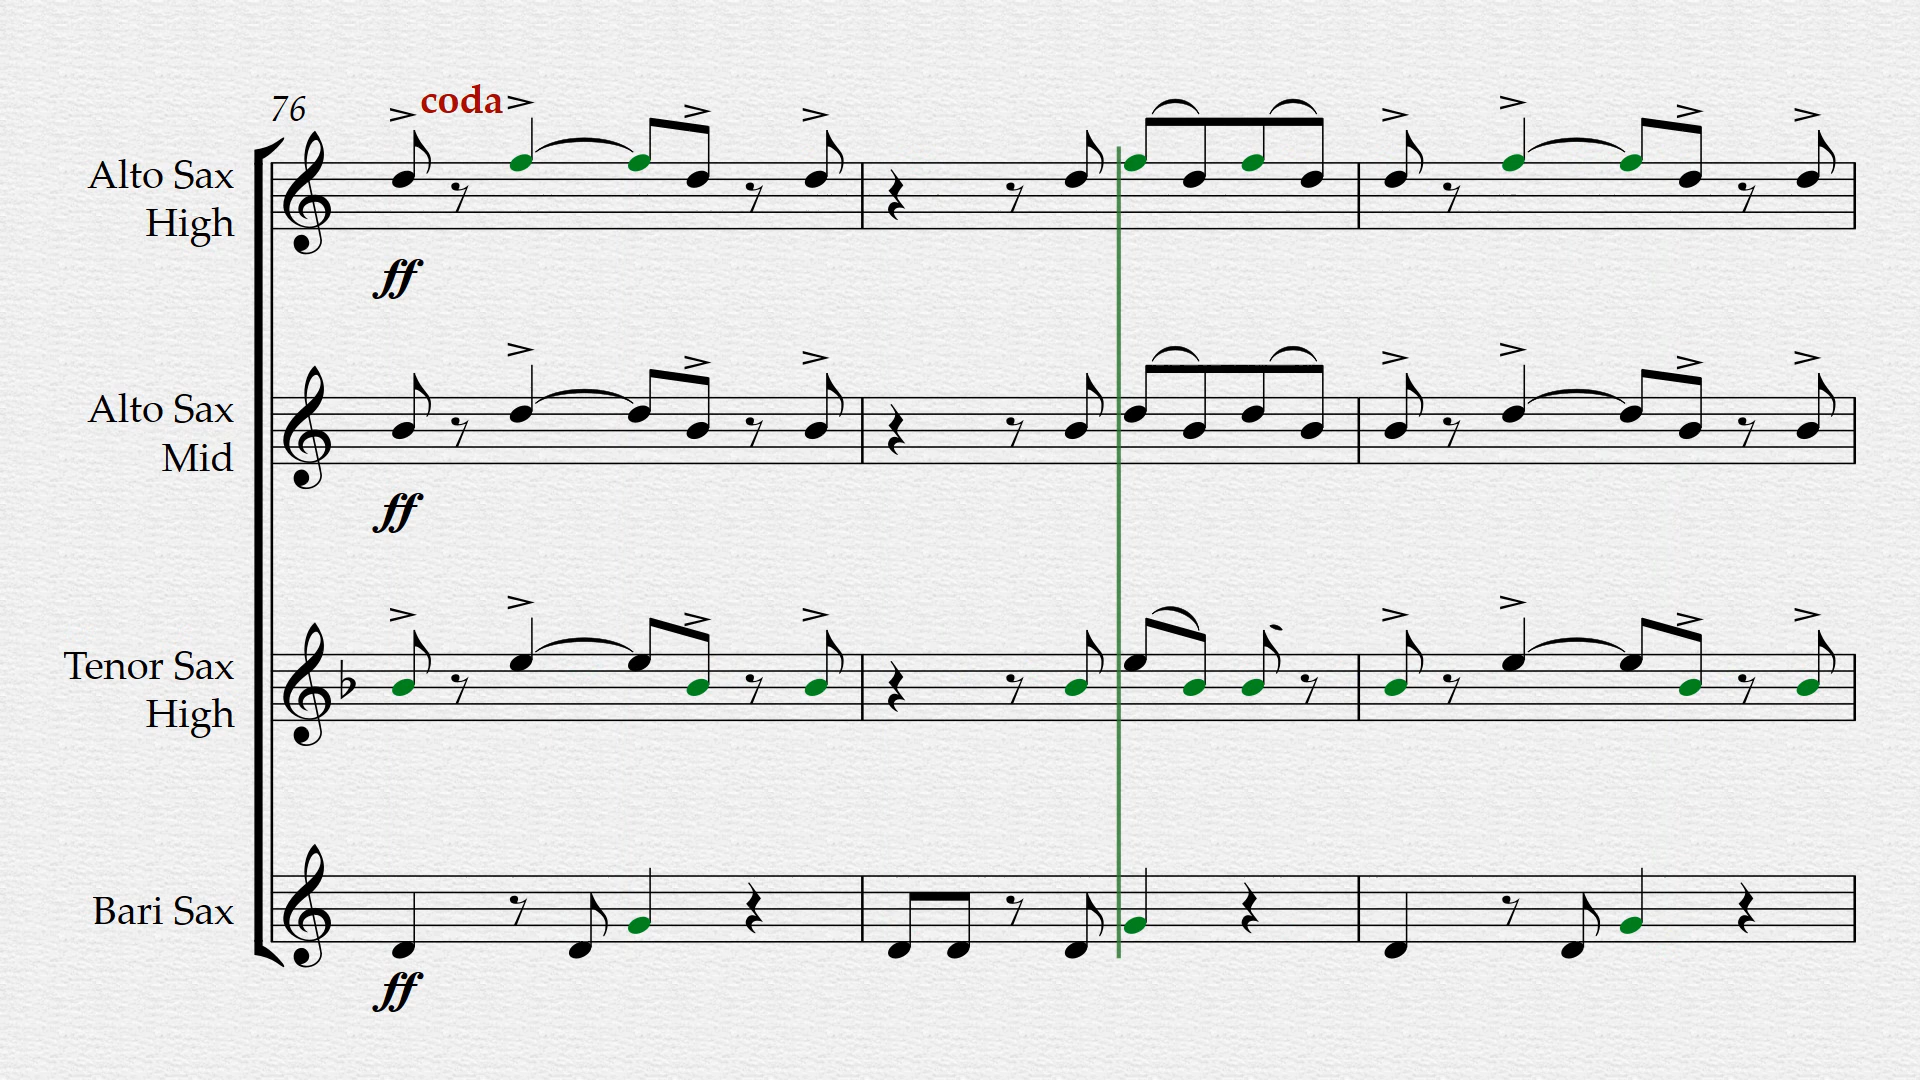 76
coda
Alto Sax
High
ff
Alto Sax
Mid
ff
Tenor Sax
High
Bari Sax
ff